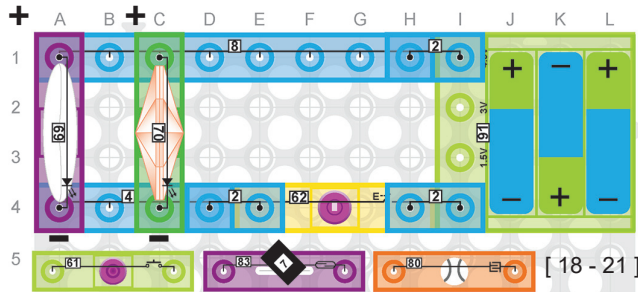 + A B + C D E F G H I J K L
1 8 2 + − +
2 3V
69 70 91
3 1.5V
4 4 2 62 2 − + −
− −
5 61 83 7 80 [ 18 - 21 ]